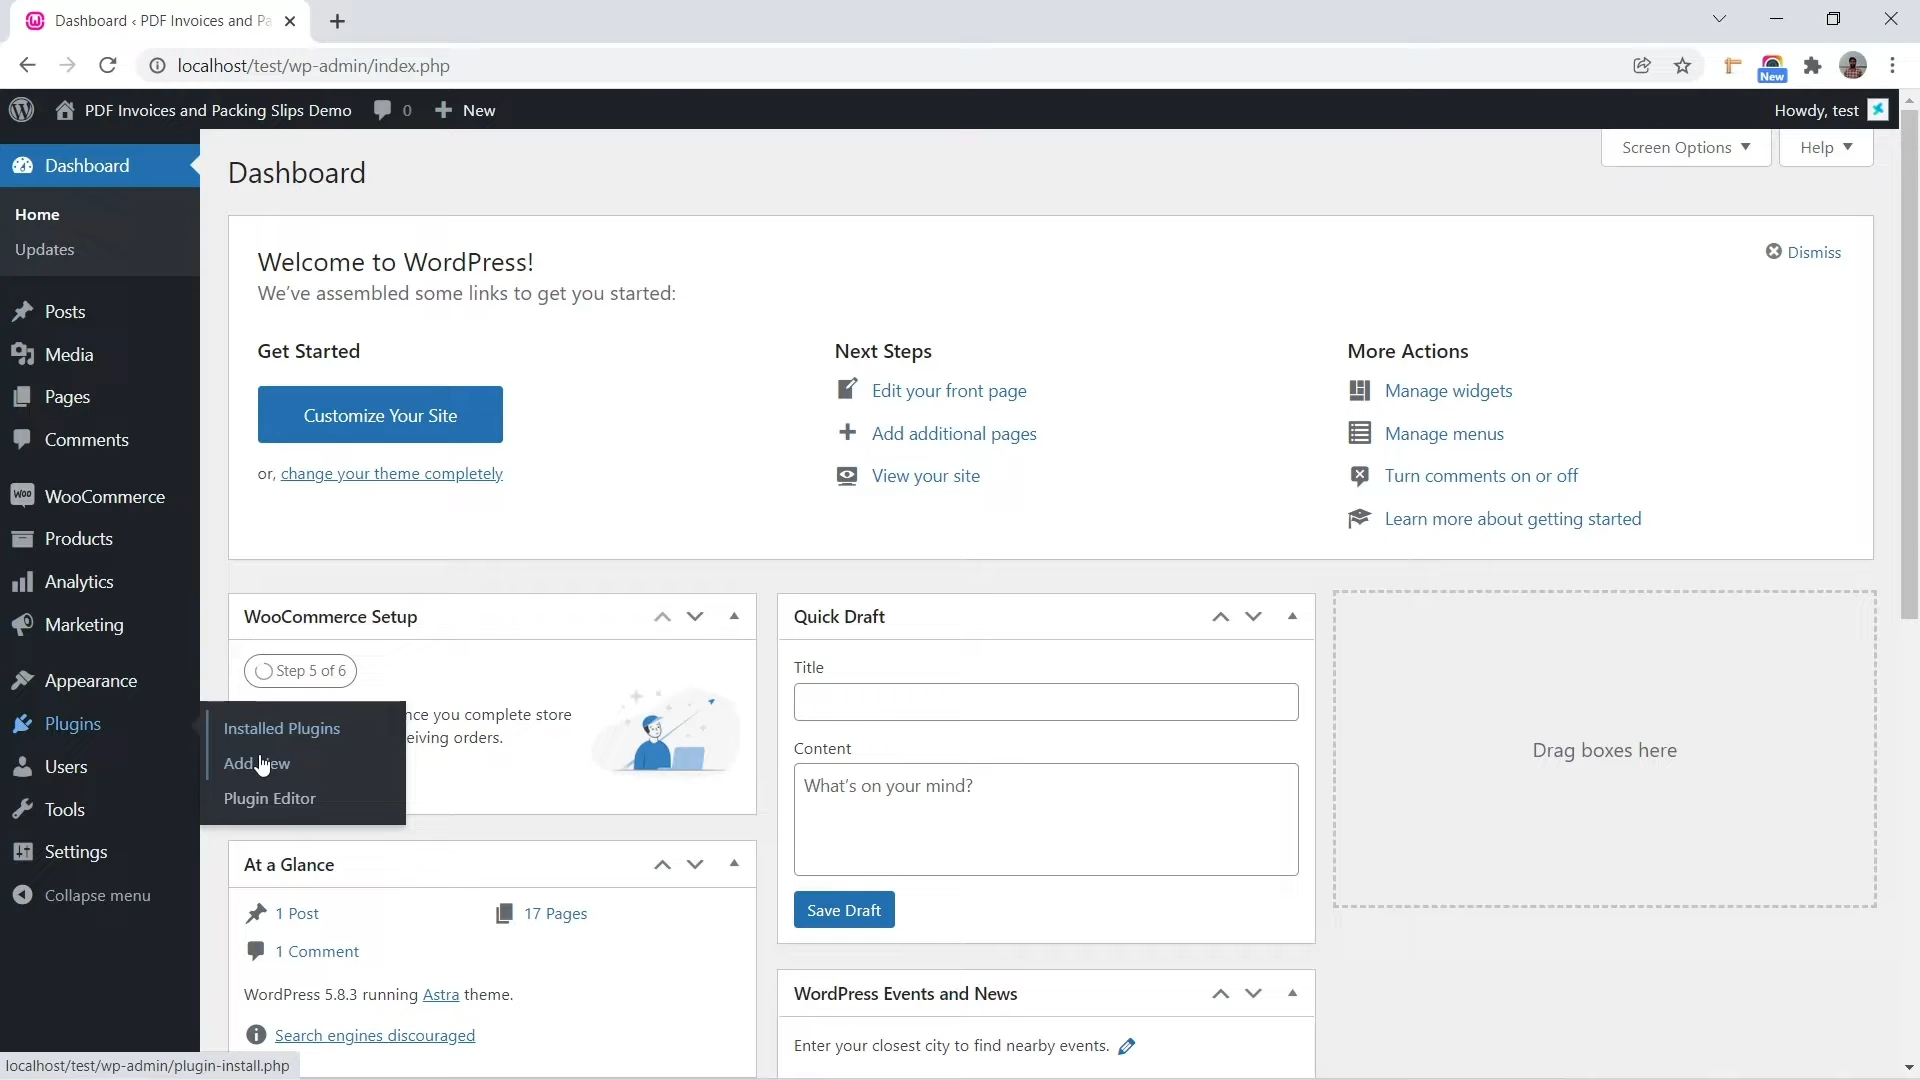 Dashboard ‹ PDF Invoices and Pa
localhost/test/wp-admin/index.php
New
PDF Invoices and Packing Slips Demo
0
New
Howdy, test
Dashboard
Home
Updates
Posts
Media
Pages
Comments
Woo
WooCommerce
Products
Analytics
Marketing
Appearance
Plugins
Users
Tools
Settings
Collapse menu
Installed Plugins
Add New
Plugin Editor
Dashboard
Screen Options
Help
Welcome to WordPress!
We've assembled some links to get you started:
Dismiss
Get Started
Customize Your Site
or, change your theme completely
Next Steps
Edit your front page
Add additional pages
View your site
More Actions
Manage widgets
Manage menus
Turn comments on or off
Learn more about getting started
WooCommerce Setup
Step 5 of 6
you complete store
orders.
At a Glance
1 Post
17 Pages
1 Comment
WordPress 5.8.3 running Astra theme.
Search engines discouraged
Quick Draft
Title
Content
What's on your mind?
Save Draft
WordPress Events and News
Enter your closest city to find nearby events.
Drag boxes here
localhost/test/wp-admin/plugin-install.php